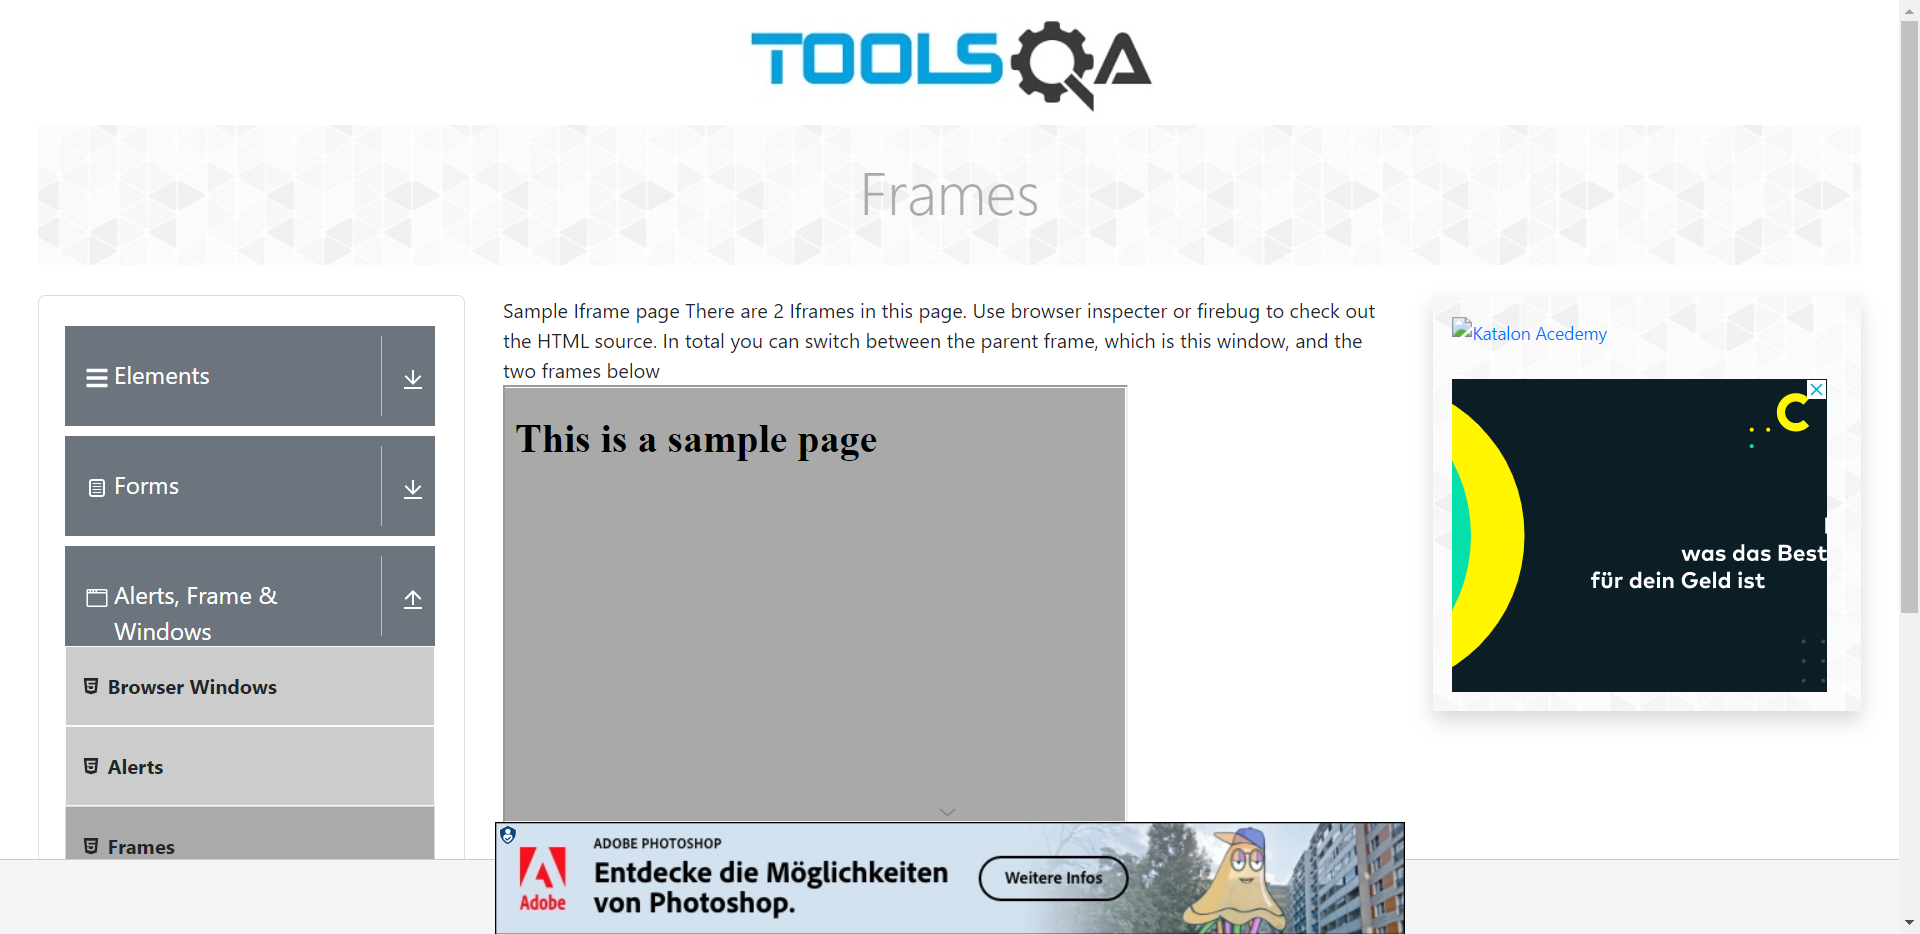 TOOLSQA
Frames
Elements
Forms
Alerts, Frame &
Windows
Browser Windows
Alerts
Frames
Sample Iframe page There are 2 Iframes in this page. Use browser inspecter or firebug to check out
the HTML source. In total you can switch between the parent frame, which is this window, and the
two frames below
This is a sample page
Katalon Acedemy
was das Best
für dein Geld ist
ADOBE PHOTOSHOP
Entdecke die Möglichkeiten
von Photoshop.
Adobe
Weitere Infos